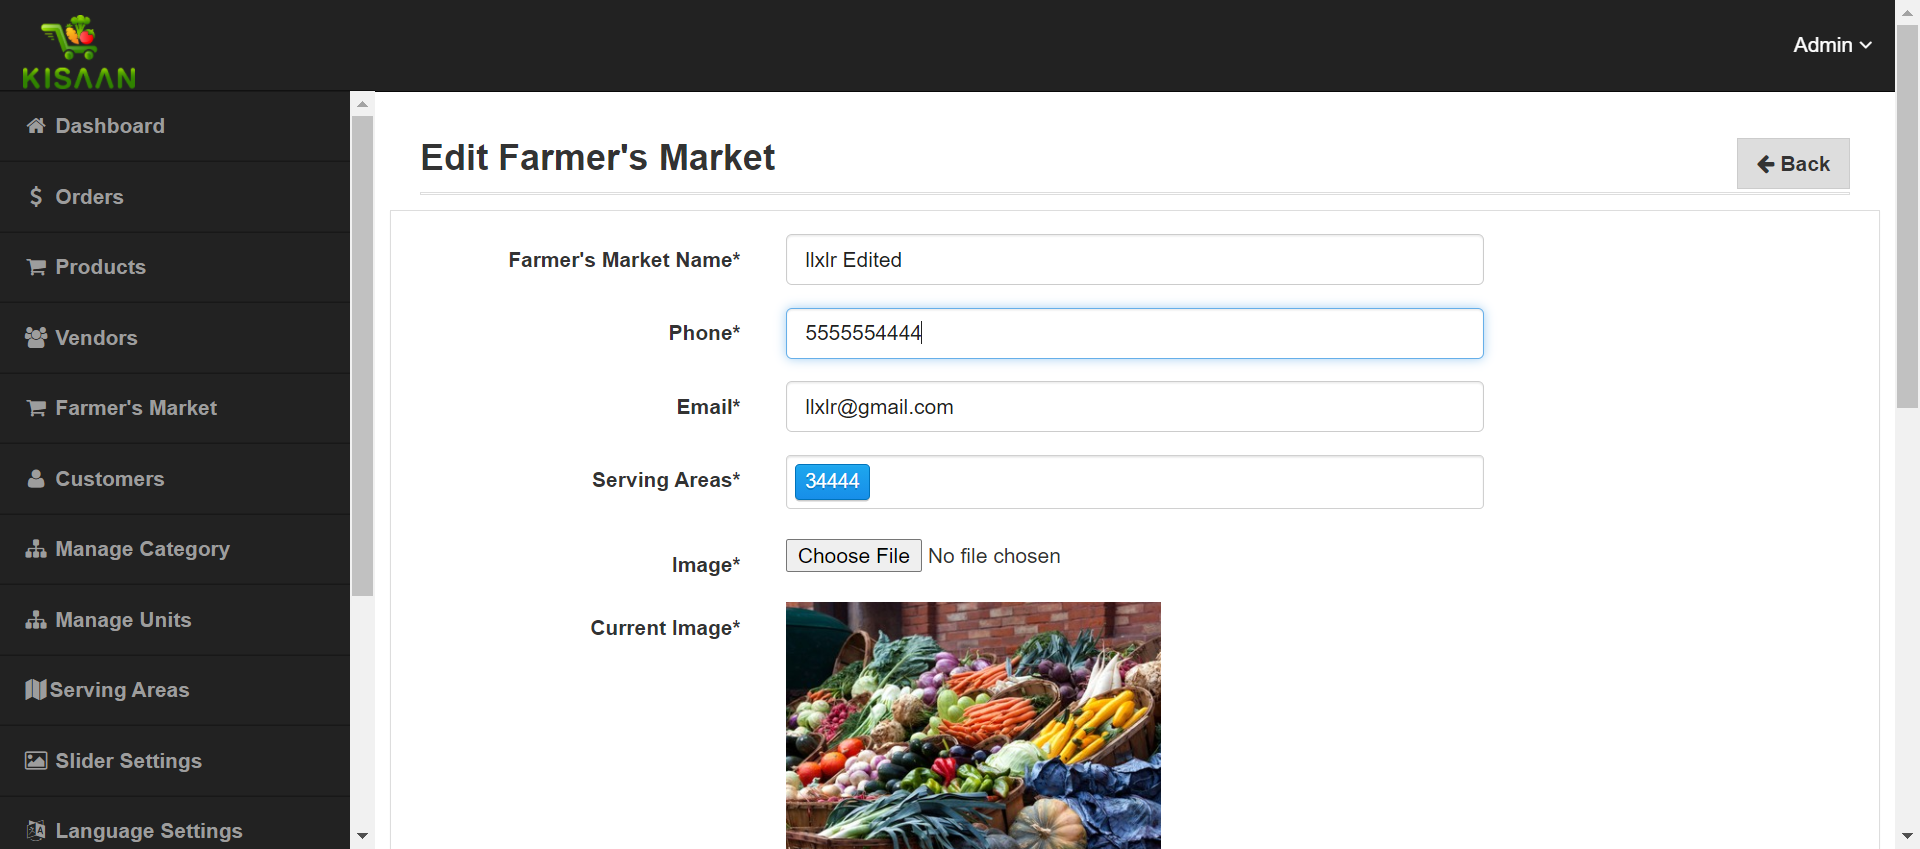 KISAAN
Admin
Dashboard
Orders
Products
Vendors
Farmer's Market
Customers
Manage Category
Manage Units
Serving Areas
Slider Settings
Language Settings
Edit Farmer's Market
Back
Farmer's Market Name* llxlr Edited
Phone* 5555554444
Email* llxlr@gmail.com
Serving Areas* 34444
Image* Choose File No file chosen
Current Image*